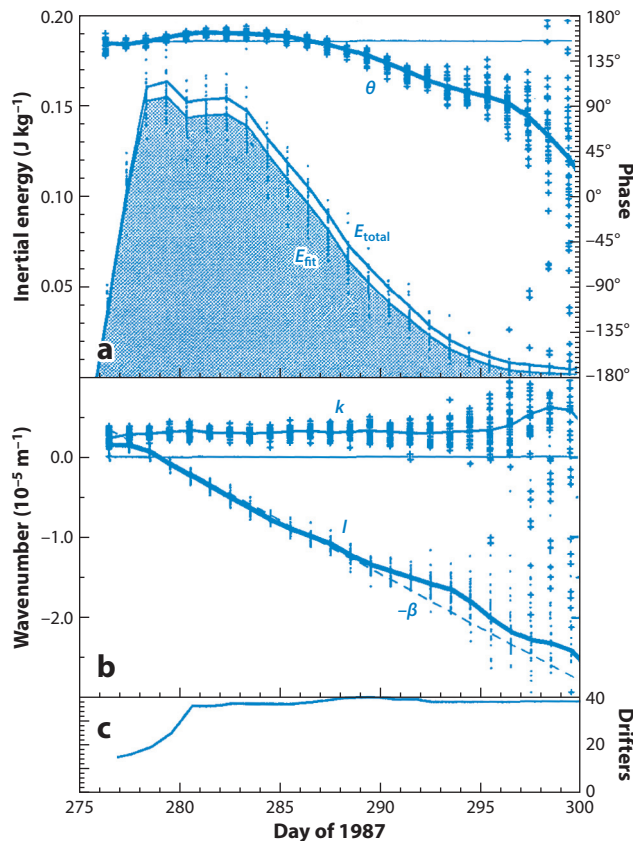 0.20
0.15
0.10
0.05
Inertial energy (J kg⁻¹)
180°
135°
90°
45°
0°
−45°
−90°
−135°
−180°
Phase
θ
E_total
E_fit
a
0.0
−1.0
−2.0
Wavenumber (10⁻⁵ m⁻¹)
k
l
−β
b
c
40
20
0
Drifters
275 280 285 290 295 300
Day of 1987